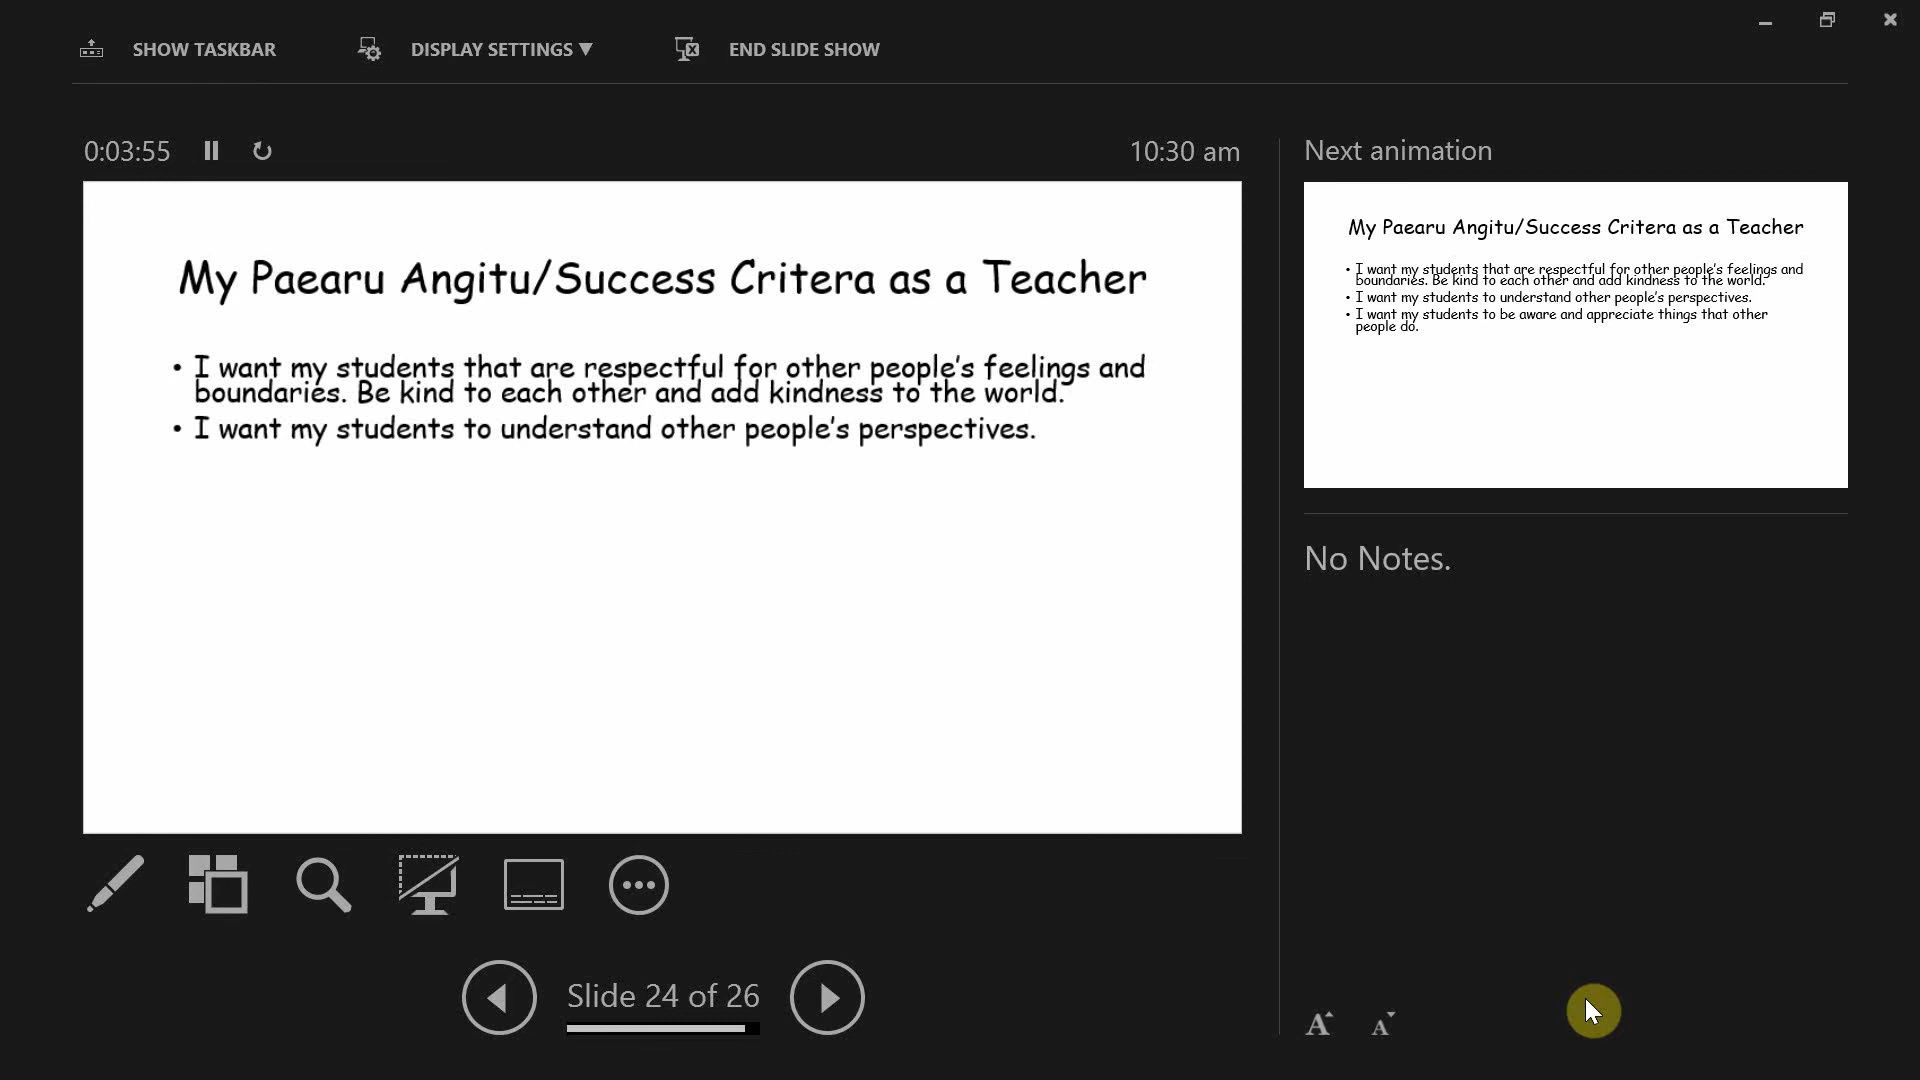 SHOW TASKBAR
DISPLAY SETTINGS ▼
END SLIDE SHOW
0:03:55
10:30 am
My Paearu Angitu/Success Critera as a Teacher
• I want my students that are respectful for other people's feelings and
boundaries. Be kind to each other and add kindness to the world.
• I want my students to understand other people's perspectives.
Slide 24 of 26
Next animation
My Paearu Angitu/Success Critera as a Teacher
• I want my students that are respectful for other people's feelings and
boundaries. Be kind to each other and add kindness to the world.
• I want my students to understand other people's perspectives.
• I want my students to be aware and appreciate things that other
people do.
No Notes.
A A